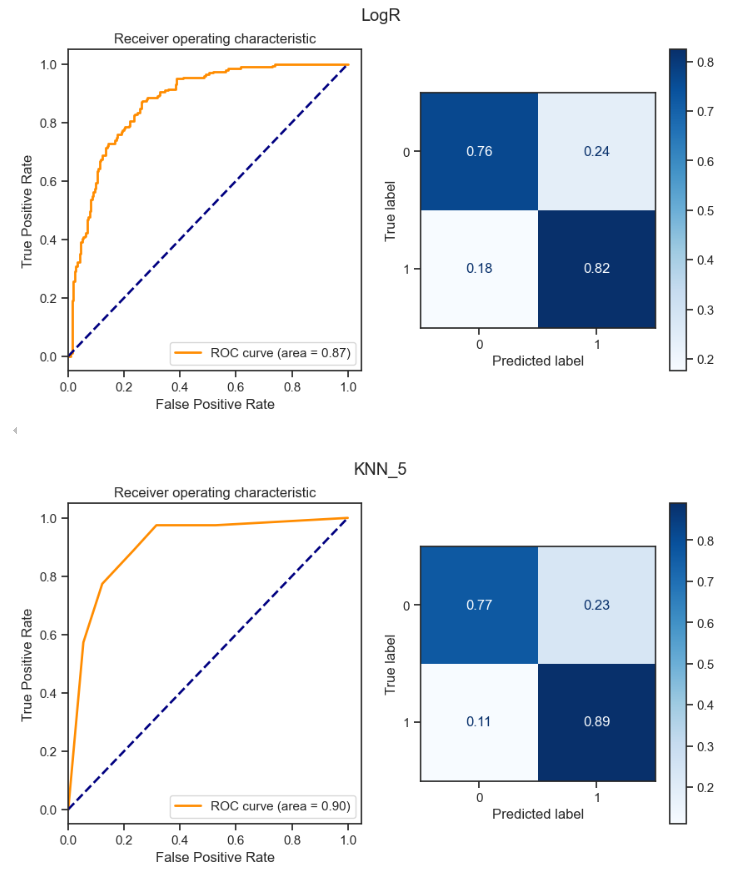 LogR
Receiver operating characteristic
1.0
0.8
0.6
0.4
0.2
0.0
True Positive Rate
ROC curve (area = 0.87)
0.0 0.2 0.4 0.6 0.8 1.0
False Positive Rate
0
1
True label
0.76 0.24
0.18 0.82
0 1
Predicted label
0.8
0.7
0.6
0.5
0.4
0.3
0.2
KNN_5
Receiver operating characteristic
1.0
0.8
0.6
0.4
0.2
0.0
True Positive Rate
ROC curve (area = 0.90)
0.0 0.2 0.4 0.6 0.8 1.0
False Positive Rate
0
1
True label
0.77 0.23
0.11 0.89
0 1
Predicted label
0.8
0.7
0.6
0.5
0.4
0.3
0.2